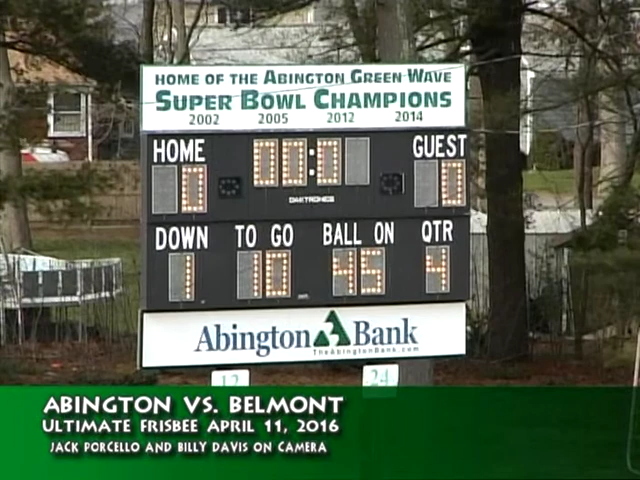 HOME OF THE ABINGTON GREEN WAVE
SUPER BOWL CHAMPIONS
2002 2005 2012 2014
HOME 00:0 GUEST
0 0
DAKTRONICS
DOWN TO GO BALL ON QTR
1 10 45 4
Abington Bank
TheAbingtonBank.com
12 24
ABINGTON VS. BELMONT
ULTIMATE FRISBEE APRIL 11, 2016
JACK PORCELLO AND BILLY DAVIS ON CAMERA